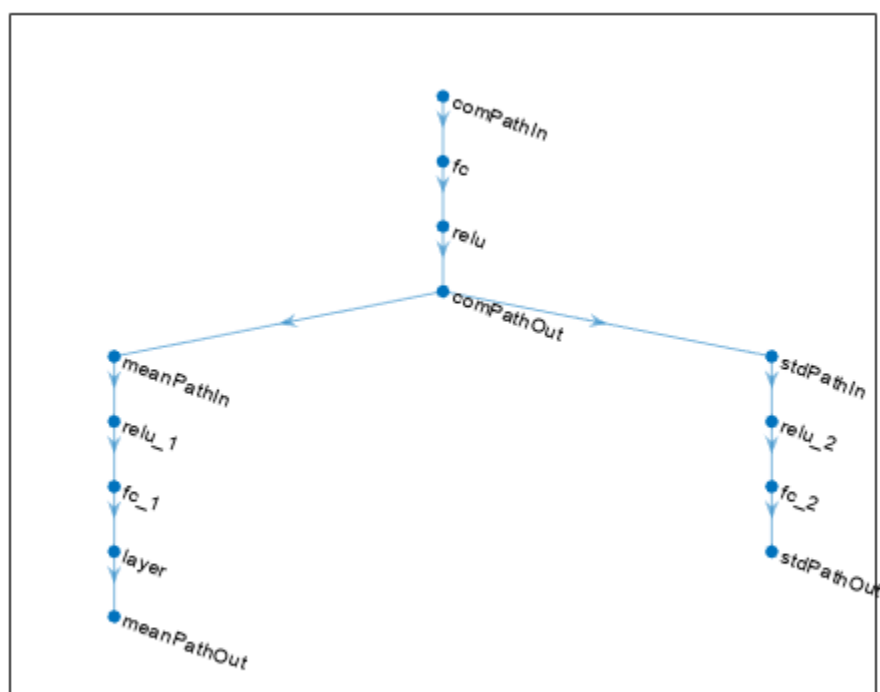 comPathIn
fc
relu
comPathOut
meanPathIn
relu_1
fc_1
layer
meanPathOut
stdPathIn
relu_2
fc_2
stdPathOut